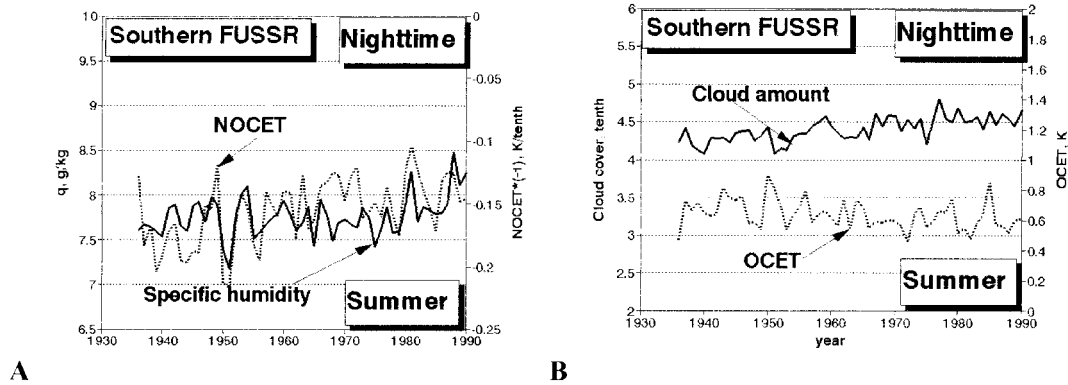 10
9.5
9
8.5
8
7.5
7
6.5
q, g/kg
Southern FUSSR
Nighttime
NOCET
Specific humidity
Summer
0
-0.05
-0.1
-0.15
-0.2
-0.25
NOCET*(-1), K/tenth
1930 1940 1950 1960 1970 1980 1990
A
6
5.5
5
4.5
4
3.5
3
2.5
2
Cloud cover tenth
Southern FUSSR
Nighttime
Cloud amount
OCET
Summer
2
1.8
1.6
1.4
1.2
1
0.8
0.6
0.4
0.2
0
OCET, K
1930 1940 1950 1960 1970 1980 1990
year
B